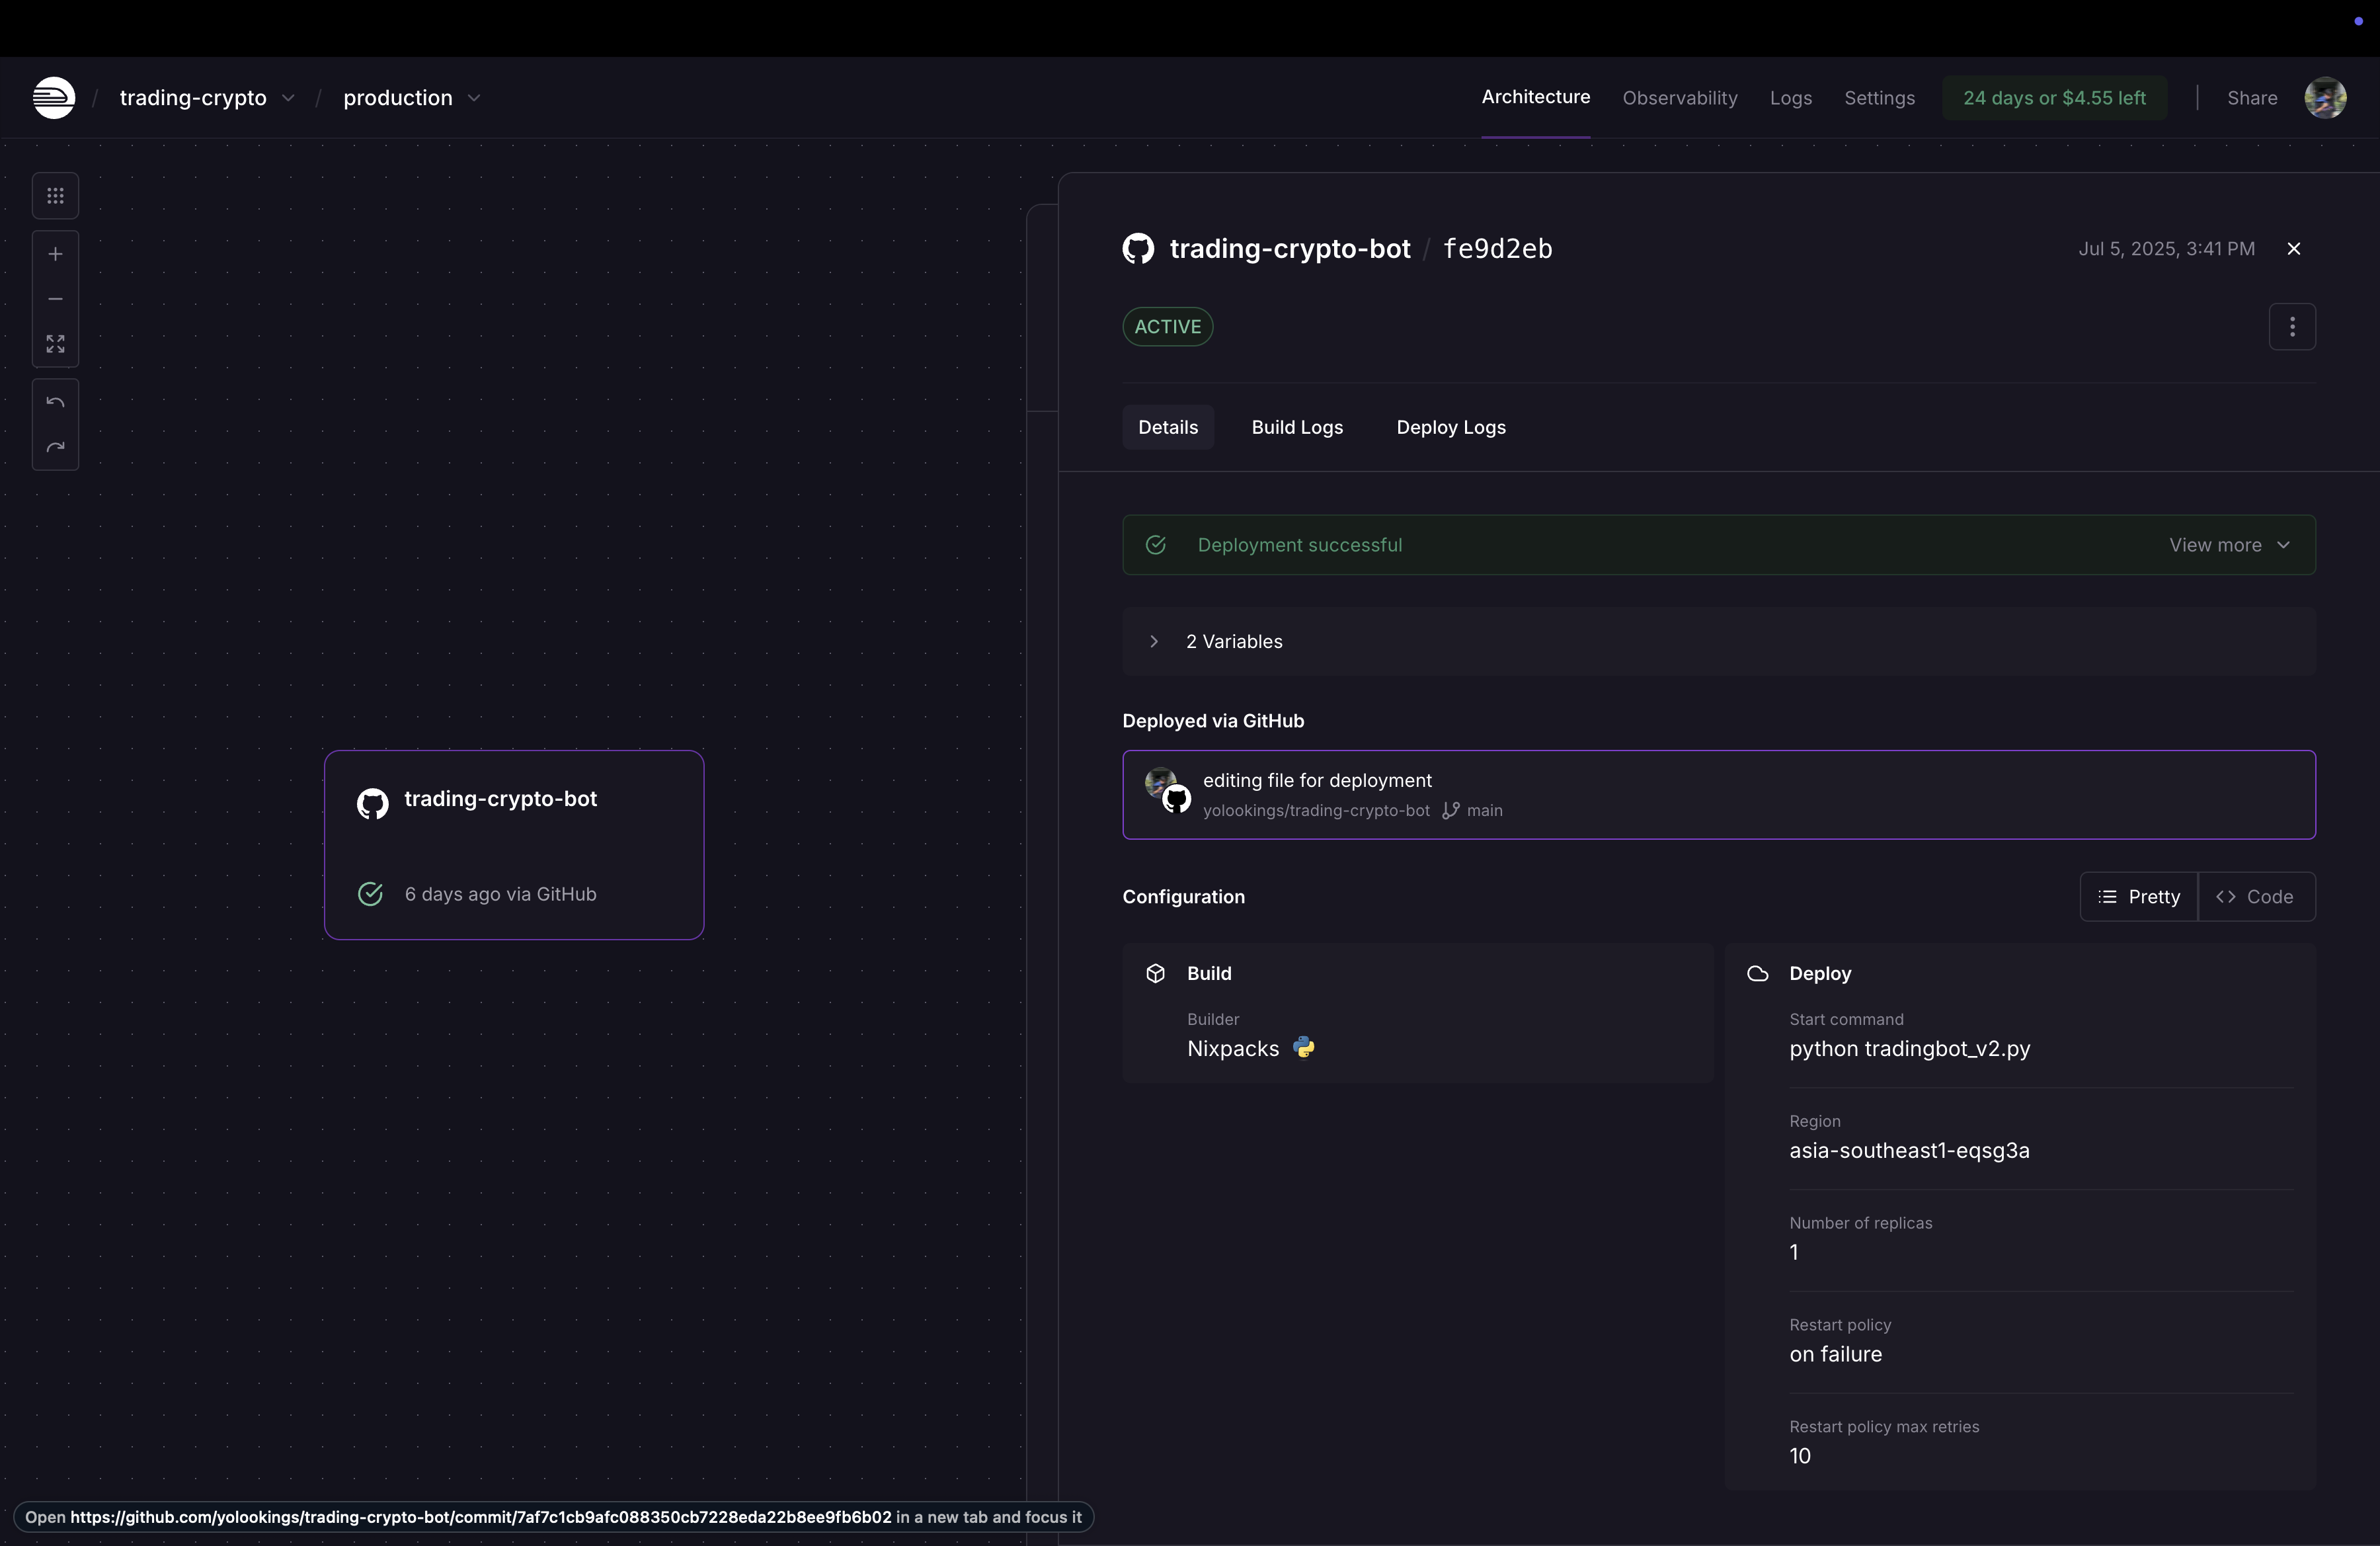 / trading-crypto / production
Architecture Observability Logs Settings 24 days or $4.55 left Share
trading-crypto-bot / fe9d2eb Jul 5, 2025, 3:41 PM
ACTIVE
Details Build Logs Deploy Logs
Deployment successful View more
2 Variables
Deployed via GitHub
editing file for deployment
yolookings/trading-crypto-bot main
trading-crypto-bot
6 days ago via GitHub
Configuration Pretty Code
Build
Builder
Nixpacks
Deploy
Start command
python tradingbot_v2.py
Region
asia-southeast1-eqsg3a
Number of replicas
1
Restart policy
on failure
Restart policy max retries
10
Open https://github.com/yolookings/trading-crypto-bot/commit/7af7c1cb9afc088350cb7228eda22b8ee9fb6b02 in a new tab and focus it